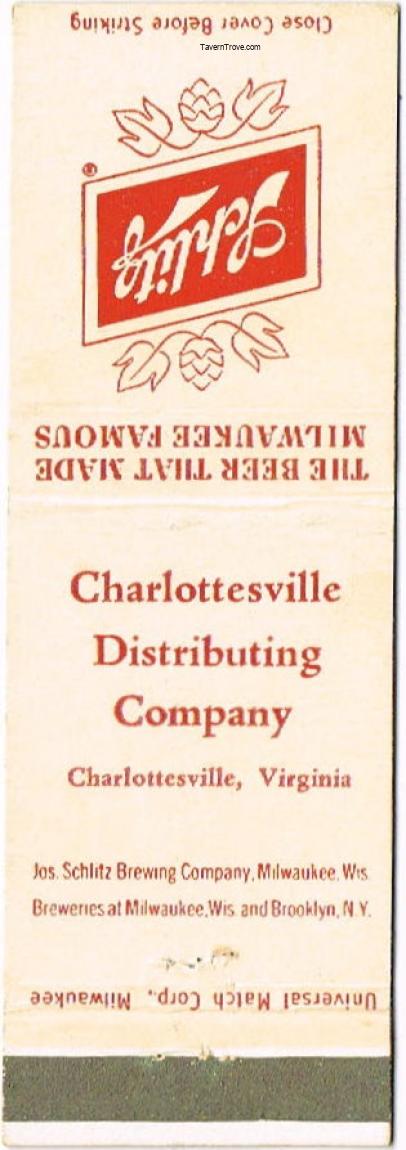 Close Cover Before Striking
TavernTrove.com
®
Schlitz
THE BEER THAT MADE
MILWAUKEE FAMOUS
Charlottesville
Distributing
Company
Charlottesville, Virginia
Jos. Schlitz Brewing Company, Milwaukee, Wis.
Breweries at Milwaukee, Wis. and Brooklyn, N.Y.
Universal Match Corp., Milwaukee